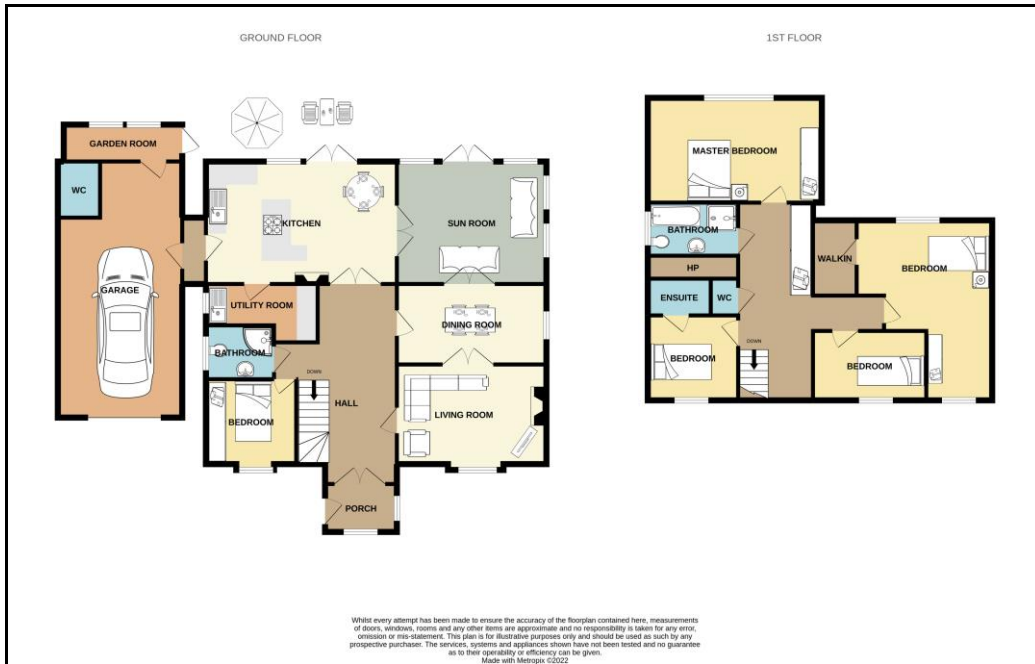 GROUND FLOOR
1ST FLOOR
GARDEN ROOM
WC
KITCHEN
SUN ROOM
GARAGE
UTILITY ROOM
DINING ROOM
BATHROOM
DOWN
HALL
LIVING ROOM
BEDROOM
PORCH
MASTER BEDROOM
BATHROOM
WALKIN
BEDROOM
HP
ENSUITE
WC
DOWN
BEDROOM
BEDROOM
Whilst every attempt has been made to ensure the accuracy of the floorplan contained here, measurements
of doors, windows, rooms and any other items are approximate and no responsibility is taken for any error,
omission or mis-statement. This plan is for illustrative purposes only and should be used as such by any
prospective purchaser. The services, systems and appliances shown have not been tested and no guarantee
as to their operability or efficiency can be given.
Made with Metropix ©2022